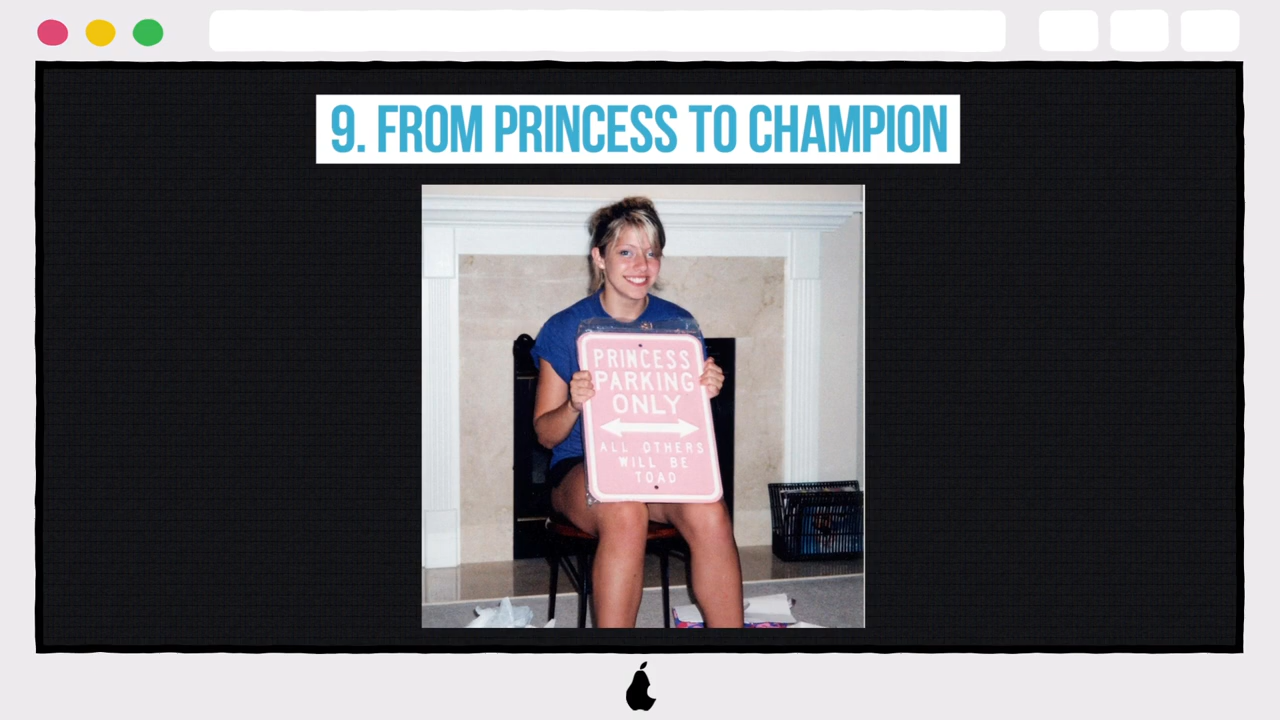 9. FROM PRINCESS TO CHAMPION
PRINCESS
PARKING
ONLY
ALL OTHERS
WILL BE
TOAD